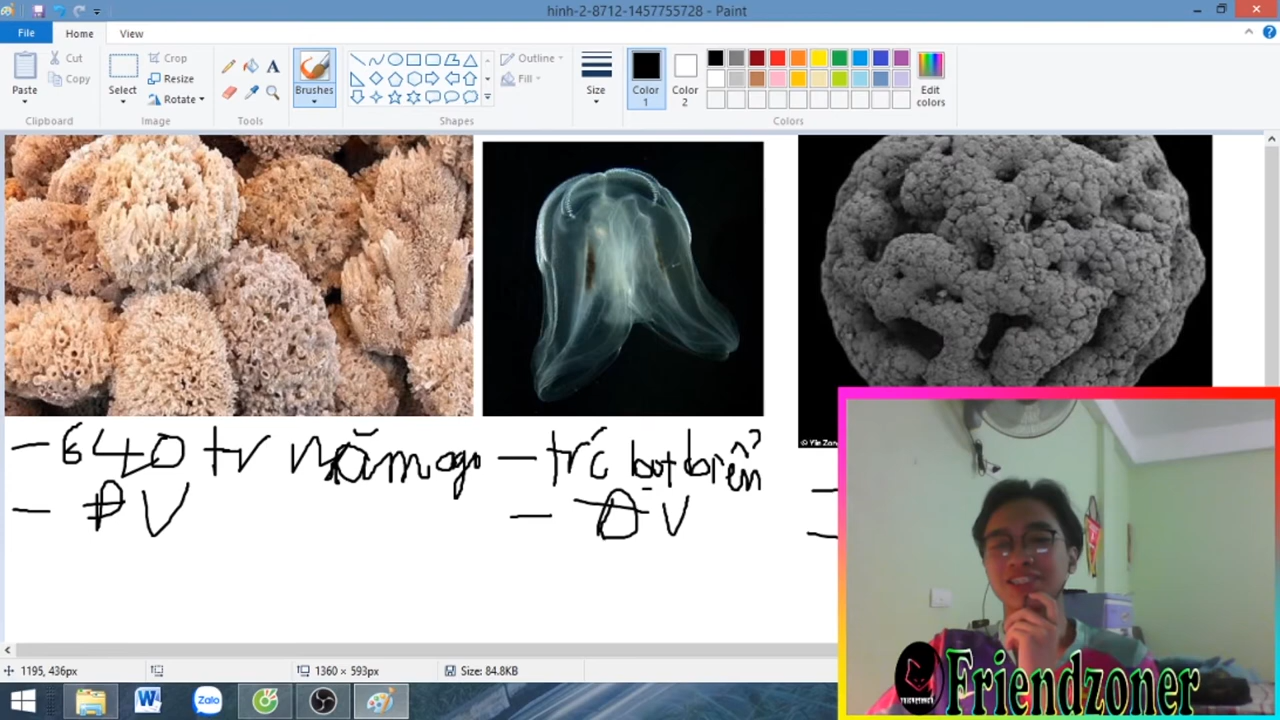 hinh-2-8712-1457755728 - Paint
File Home View
Paste
Cut
Copy
Clipboard
Select
Crop
Resize
Rotate
Image
Tools
Brushes
Outline
Fill
Shapes
Size
Color 1
Color 2
Edit colors
Colors
- 640 tr năm ago
- ĐV
- trc bọt biển?
- ĐV
1195, 436px
1360 × 593px
Size: 84.8KB
W
Zalo
Friendzoner